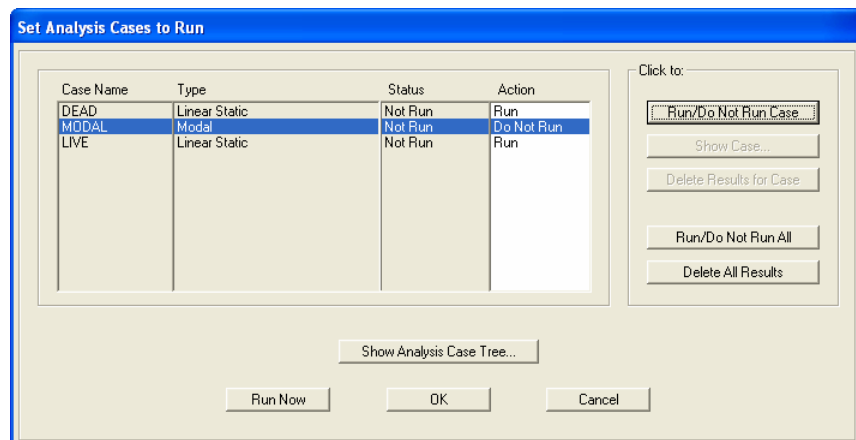 Set Analysis Cases to Run
Case Name Type Status Action
DEAD Linear Static Not Run Run
MODAL Modal Not Run Do Not Run
LIVE Linear Static Not Run Run
Click to:
Run/Do Not Run Case
Show Case...
Delete Results for Case
Run/Do Not Run All
Delete All Results
Show Analysis Case Tree...
Run Now OK Cancel